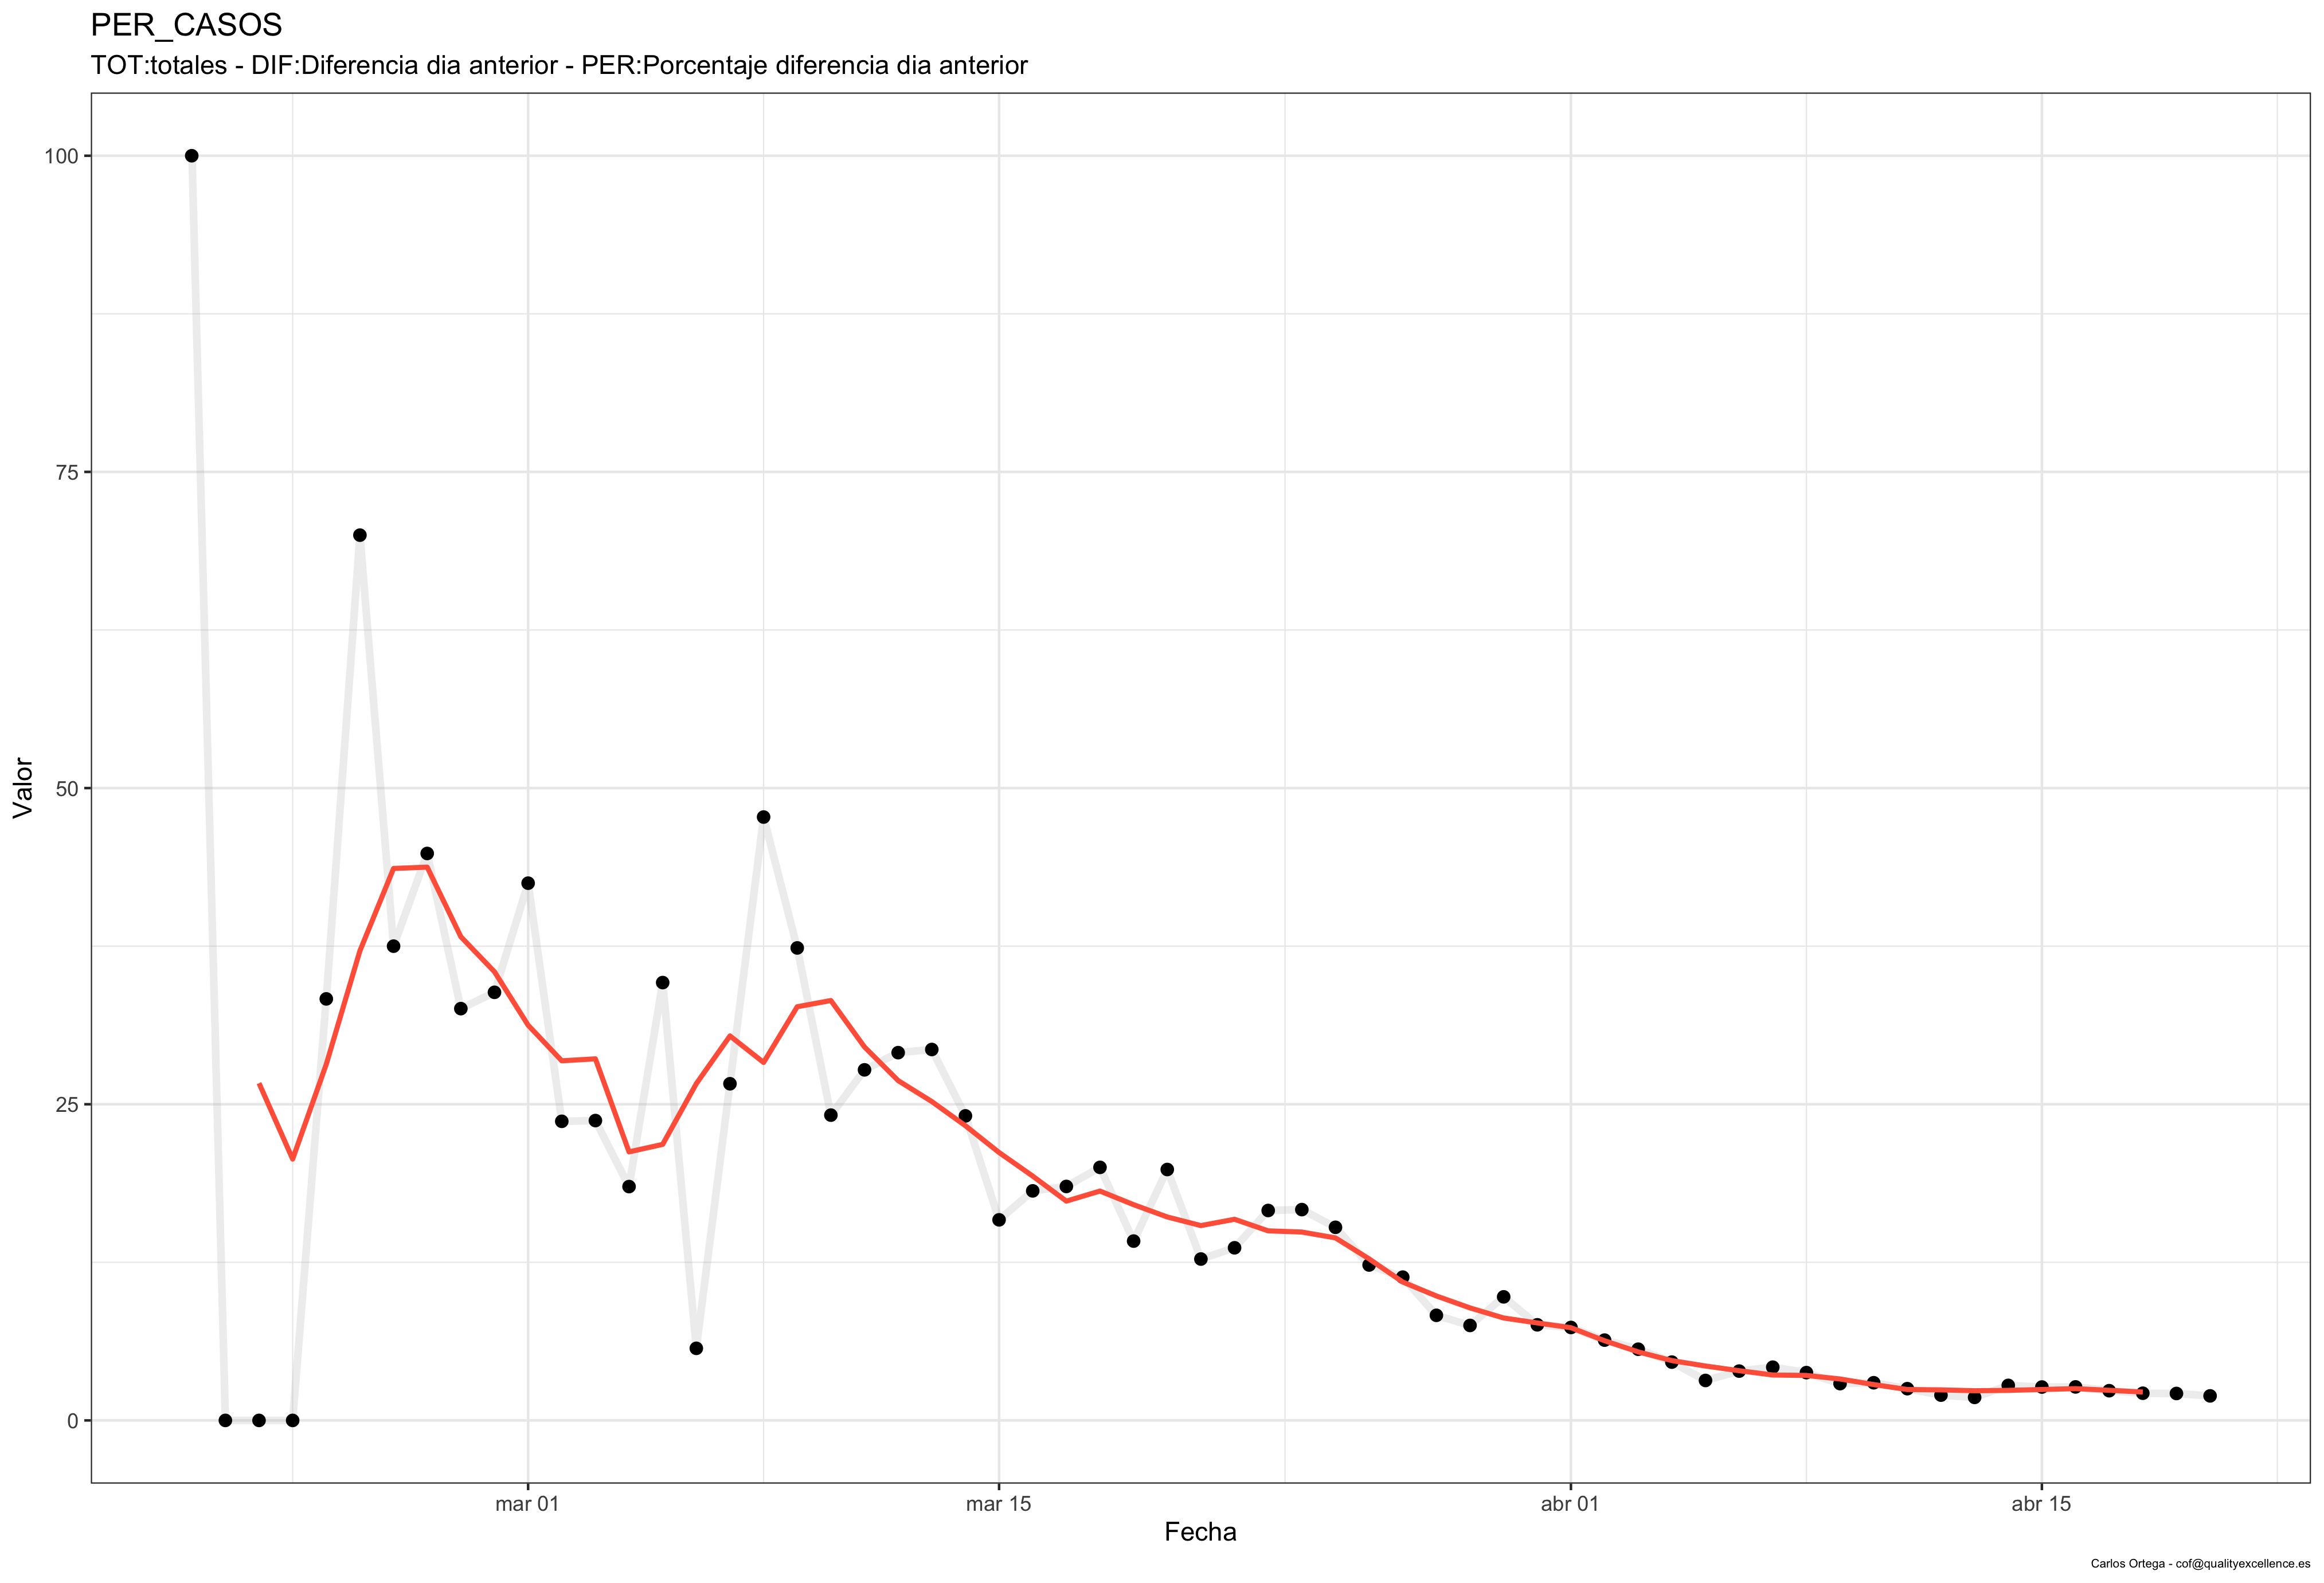 PER_CASOS
TOT:totales - DIF:Diferencia dia anterior - PER:Porcentaje diferencia dia anterior
100
75
50
25
0
Valor
mar 01
mar 15
abr 01
abr 15
Fecha
Carlos Ortega - cof@qualityexcellence.es